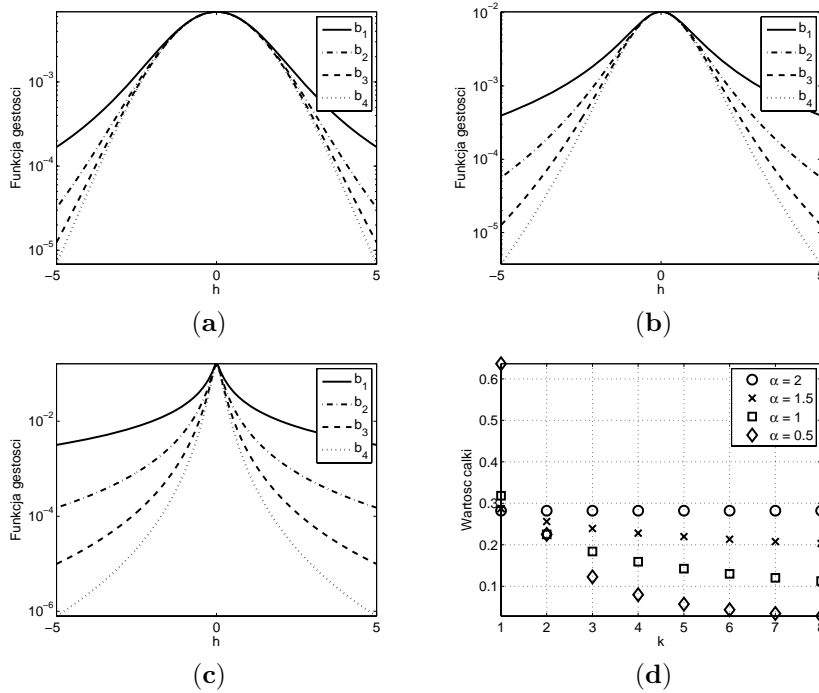 10⁻³
10⁻⁴
10⁻⁵
Funkcja gestosci
−5
0
5
h
b₁
b₂
b₃
b₄
(a)
10⁻²
10⁻³
10⁻⁴
10⁻⁵
Funkcja gestosci
−5
0
5
h
b₁
b₂
b₃
b₄
(b)
10⁻²
10⁻⁴
10⁻⁶
Funkcja gestosci
−5
0
5
h
b₁
b₂
b₃
b₄
(c)
0.6
0.5
0.4
0.3
0.2
0.1
Wartosc calki
1
2
3
4
5
6
7
8
k
α = 2
α = 1.5
α = 1
α = 0.5
(d)